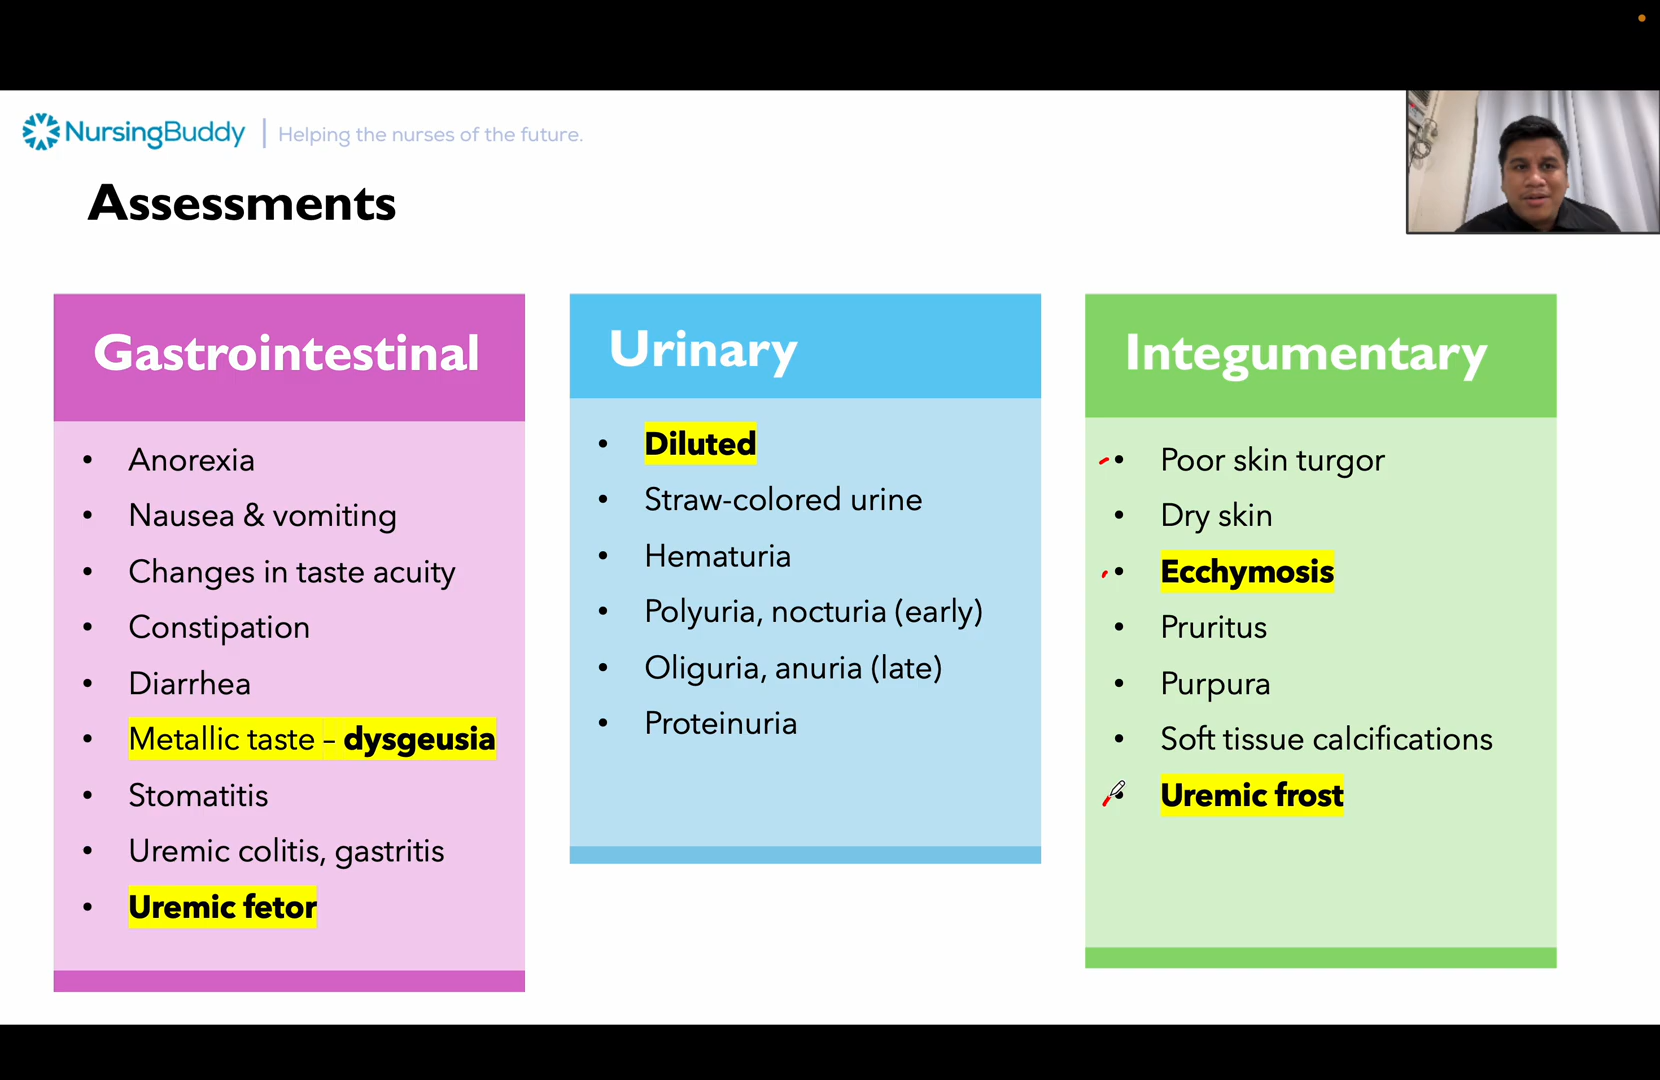 NursingBuddy | Helping the nurses of the future.
Assessments
Gastrointestinal
• Anorexia
• Nausea & vomiting
• Changes in taste acuity
• Constipation
• Diarrhea
• Metallic taste – dysgeusia
• Stomatitis
• Uremic colitis, gastritis
• Uremic fetor
Urinary
• Diluted
• Straw-colored urine
• Hematuria
• Polyuria, nocturia (early)
• Oliguria, anuria (late)
• Proteinuria
Integumentary
• Poor skin turgor
• Dry skin
• Ecchymosis
• Pruritus
• Purpura
• Soft tissue calcifications
• Uremic frost